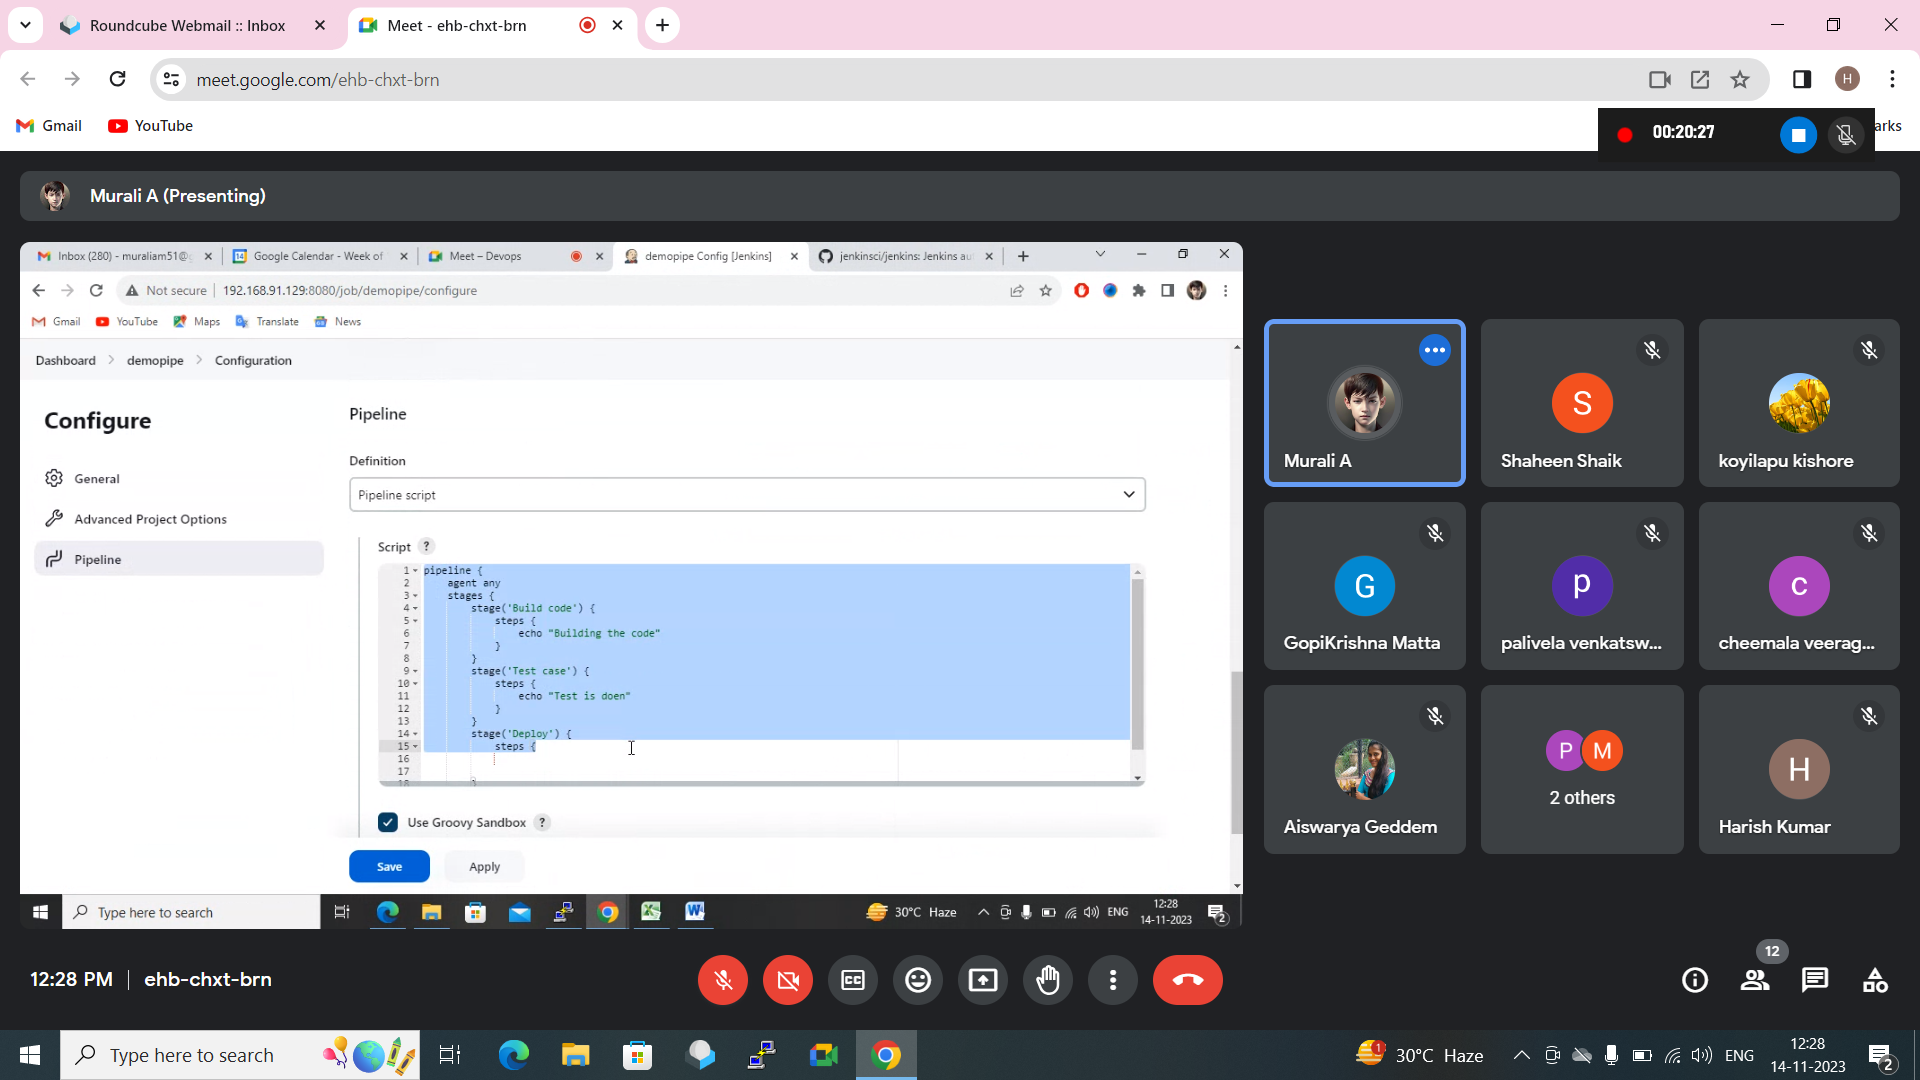 Roundcube Webmail :: Inbox
Meet - ehb-chxt-brn
meet.google.com/ehb-chxt-brn
H
Gmail
YouTube
arks
00:20:27
Murali A (Presenting)
Inbox (280) - muraliam51@
Google Calendar - Week of
Meet – Devops
demopipe Config [Jenkins]
jenkinsci/jenkins: Jenkins au
Not secure
192.168.91.129:8080/job/demopipe/configure
Gmail
YouTube
Maps
Translate
News
Dashboard
demopipe
Configuration
Configure
General
Advanced Project Options
Pipeline
Pipeline
Definition
Pipeline script
Script ?
1 pipeline {
2 agent any
3 stages {
4 stage('Build code') {
5 steps {
6 echo "Building the code"
7 }
8 }
9 stage('Test case') {
10 steps {
11 echo "Test is doen"
12 }
13 }
14 stage('Deploy') {
15 steps {
16
17
Use Groovy Sandbox ?
Save
Apply
Type here to search
30°C Haze
ENG
12:28
14-11-2023
2
Murali A
S
Shaheen Shaik
koyilapu kishore
G
GopiKrishna Matta
p
palivela venkatsw...
c
cheemala veerag...
Aiswarya Geddem
P M
2 others
H
Harish Kumar
12:28 PM
ehb-chxt-brn
CC
12
Type here to search
1
30°C Haze
ENG
12:28
14-11-2023
2